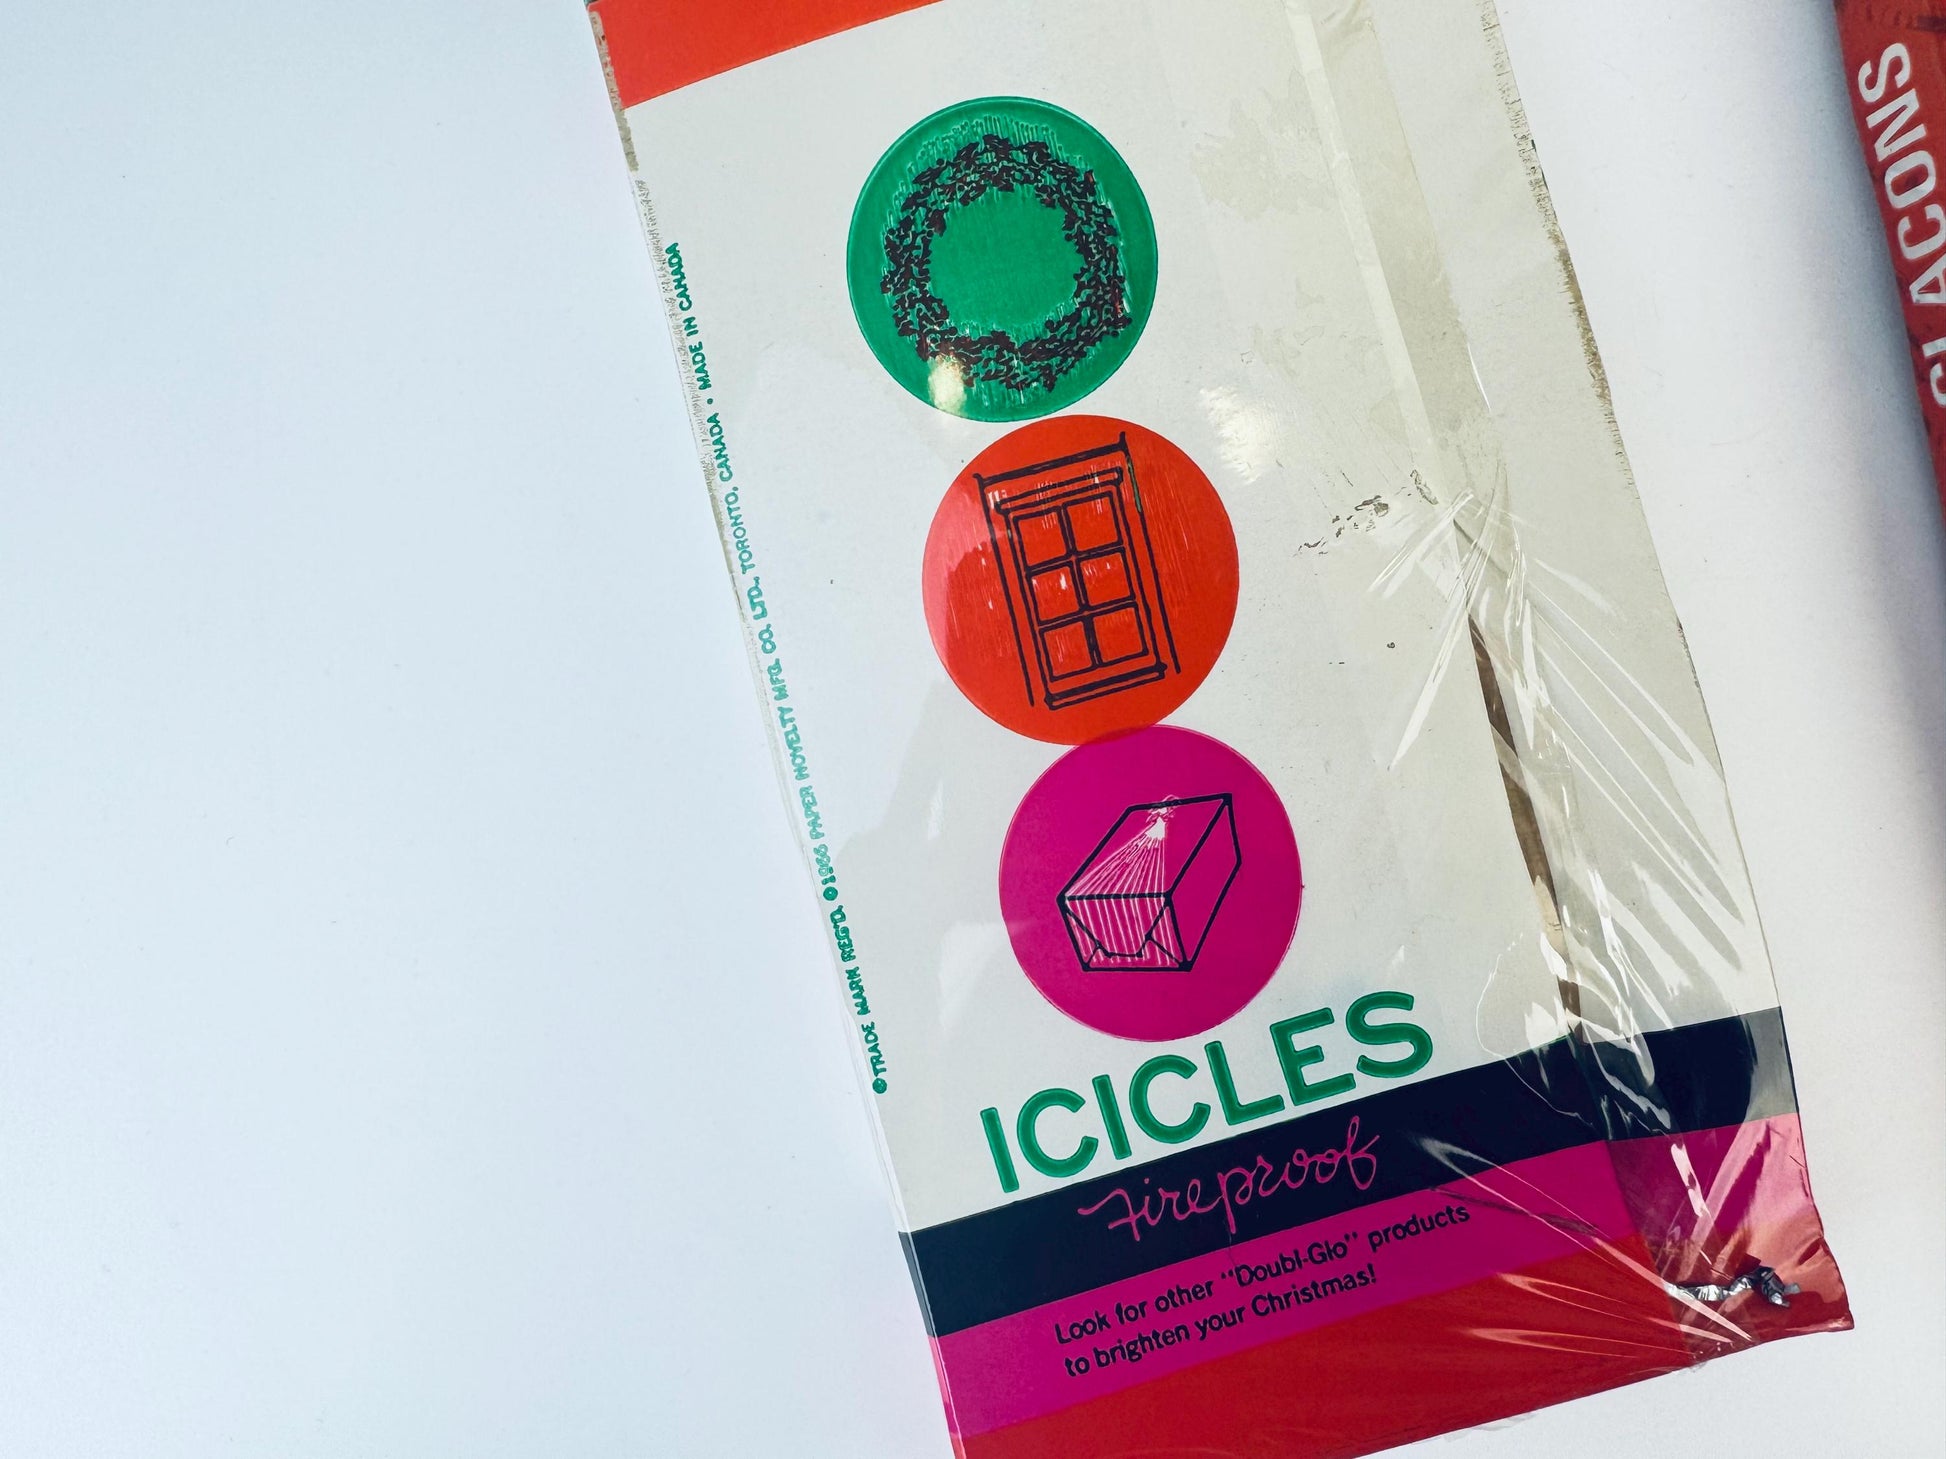 ©TRADE MARK REG'D. ©1966 PAPER NOVELTY MFG. CO. LTD., TORONTO, CANADA • MADE IN CANADA
ICICLES
Fireproof
Look for other "Doubl-Glo" products
to brighten your Christmas!
GLACONS